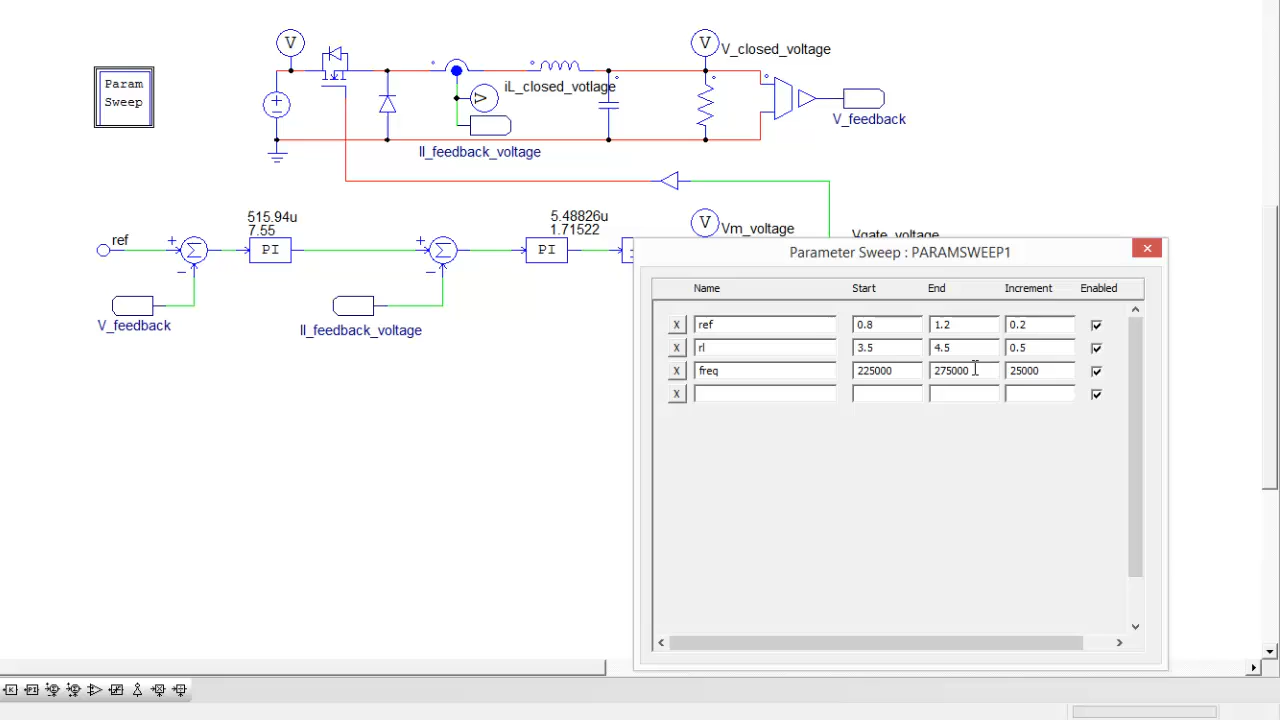 V
V
V_closed_voltage
Param
Sweep
iL_closed_votlage
V_feedback
Il_feedback_voltage
ref
515.94u
7.55
PI
5.48826u
1.71522
PI
V
Vm_voltage
Vgate_voltage
V_feedback
Il_feedback_voltage
Parameter Sweep : PARAMSWEEP1
Name Start End Increment Enabled
X ref 0.8 1.2 0.2
X rl 3.5 4.5 0.5
X freq 225000 275000 25000
X